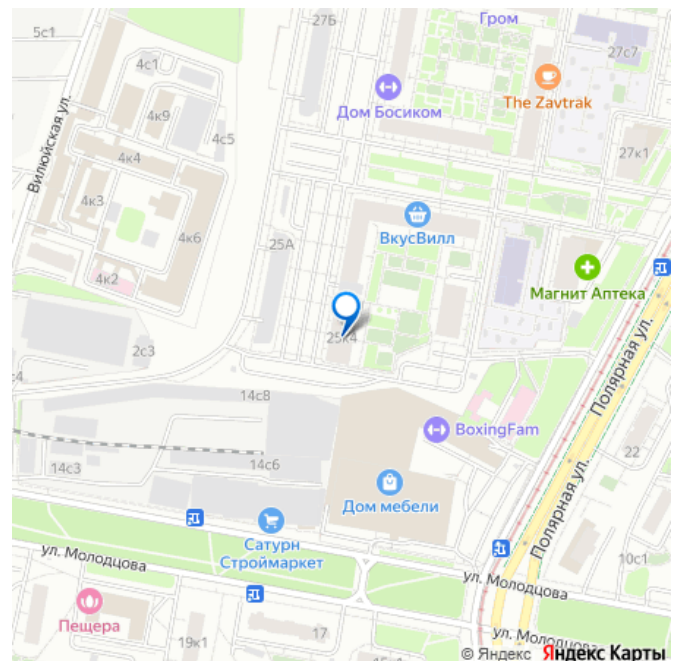 27Б
Гром
5с1
27с7
4с1
The Zavtrak
Дом Босиком
4к9
4с5
Вилюйская ул.
4к4
27к1
4к3
4к6
25А
ВкусВилл
4к2
Магнит Аптека
25к4
2с3
Полярная ул.
с4
14с8
BoxingFam
22
14с3
14с6
Дом мебели
Полярная ул.
Сатурн
Строймаркет
ул. Молодцова
10с1
ул. Молодцова
Пещера
19к1
17
ул. Молодцова
© Яндекс Яндекс Карты